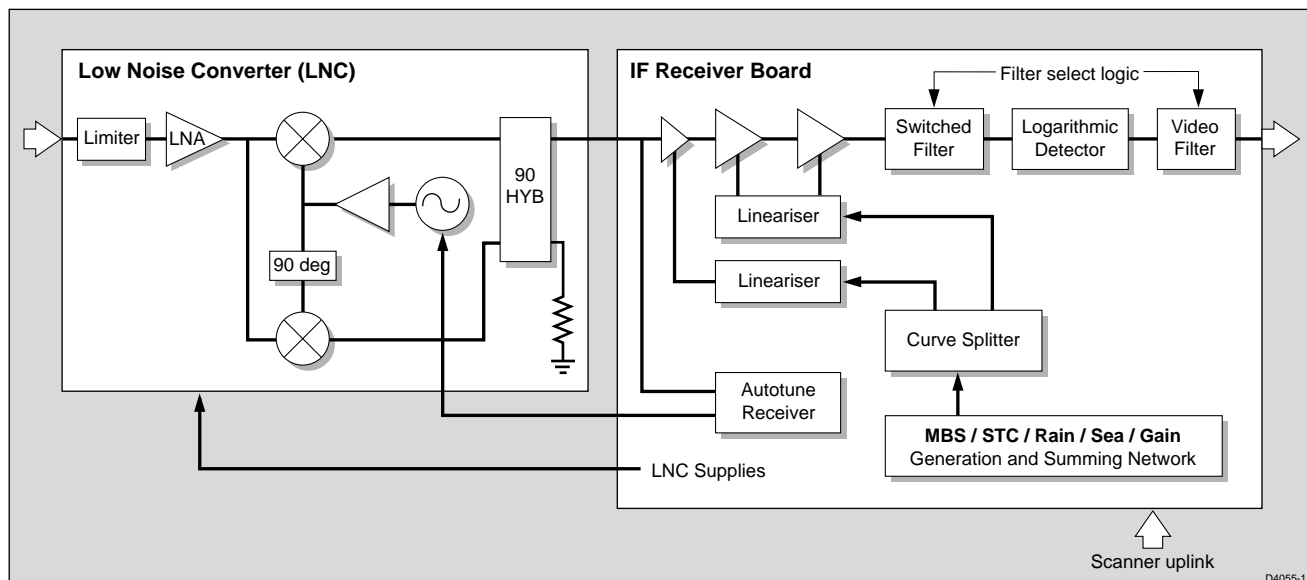 Low Noise Converter (LNC)
IF Receiver Board
Filter select logic
Limiter
LNA
Switched
Filter
Logarithmic
Detector
Video
Filter
90
HYB
Lineariser
90 deg
Lineariser
Curve Splitter
Autotune
Receiver
MBS / STC / Rain / Sea / Gain
Generation and Summing Network
LNC Supplies
Scanner uplink